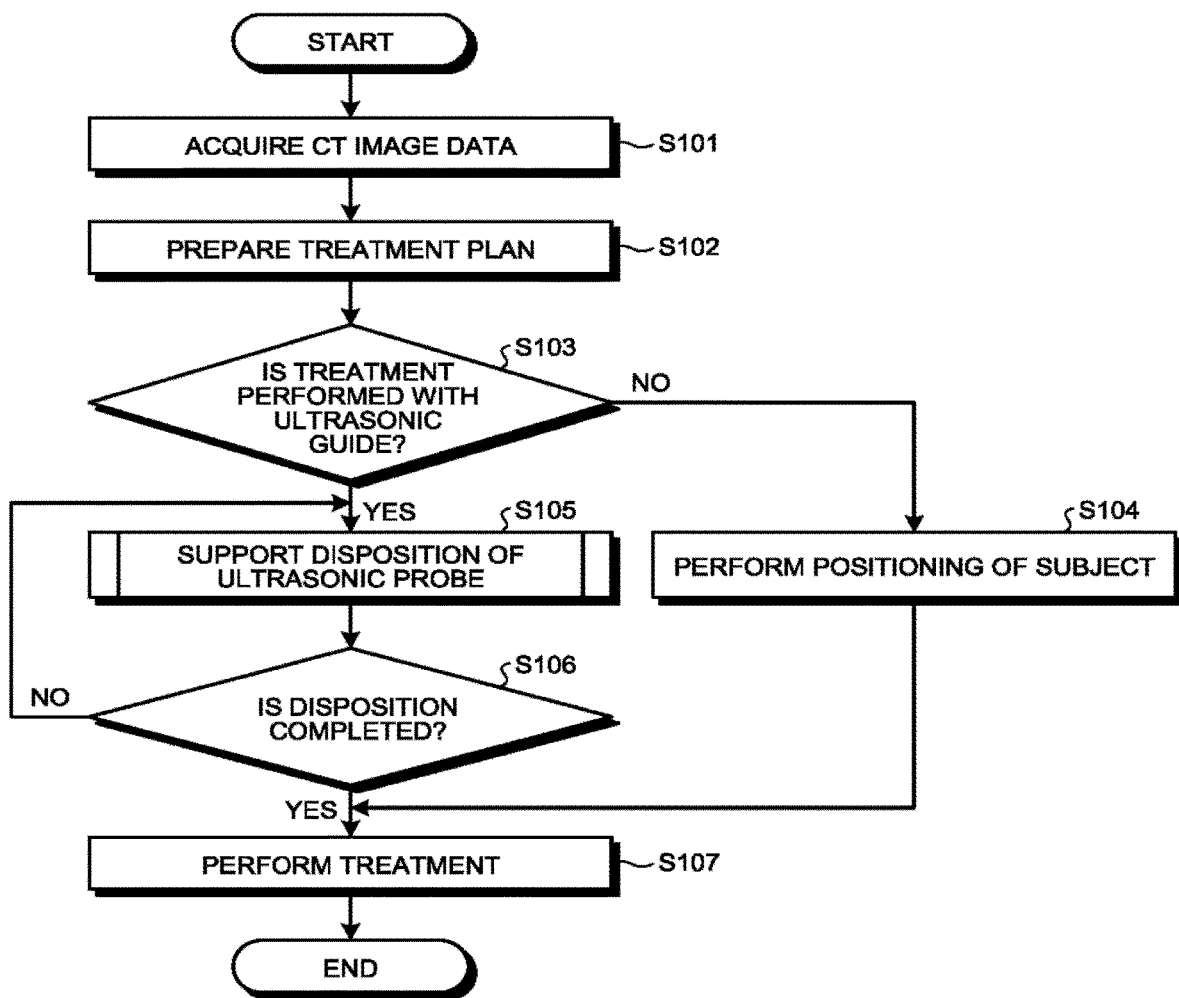 START
ACQUIRE CT IMAGE DATA
S101
PREPARE TREATMENT PLAN
S102
S103
IS TREATMENT
PERFORMED WITH
ULTRASONIC
GUIDE?
NO
YES
S105
SUPPORT DISPOSITION OF
ULTRASONIC PROBE
S104
PERFORM POSITIONING OF SUBJECT
S106
NO
IS DISPOSITION
COMPLETED?
YES
PERFORM TREATMENT
S107
END